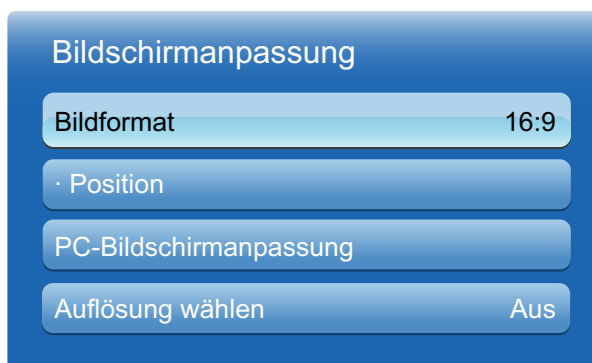 Bildschirmanpassung
Bildformat 16:9
· Position
PC-Bildschirmanpassung
Auflösung wählen Aus